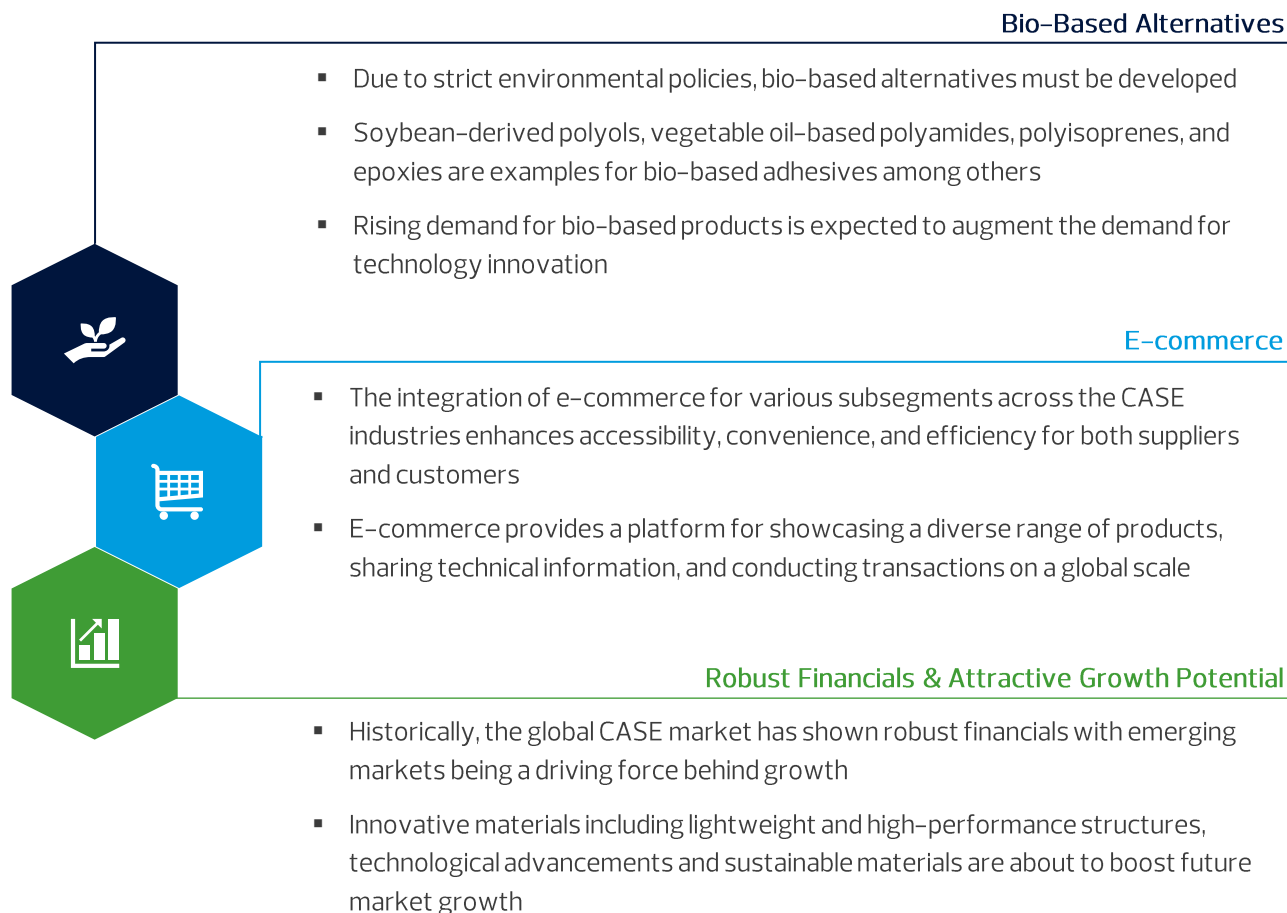 Bio-Based Alternatives
▪ Due to strict environmental policies, bio-based alternatives must be developed
▪ Soybean-derived polyols, vegetable oil-based polyamides, polyisoprenes, and
epoxies are examples for bio-based adhesives among others
▪ Rising demand for bio-based products is expected to augment the demand for
technology innovation
E-commerce
▪ The integration of e-commerce for various subsegments across the CASE
industries enhances accessibility, convenience, and efficiency for both suppliers
and customers
▪ E-commerce provides a platform for showcasing a diverse range of products,
sharing technical information, and conducting transactions on a global scale
Robust Financials & Attractive Growth Potential
▪ Historically, the global CASE market has shown robust financials with emerging
markets being a driving force behind growth
▪ Innovative materials including lightweight and high-performance structures,
technological advancements and sustainable materials are about to boost future
market growth